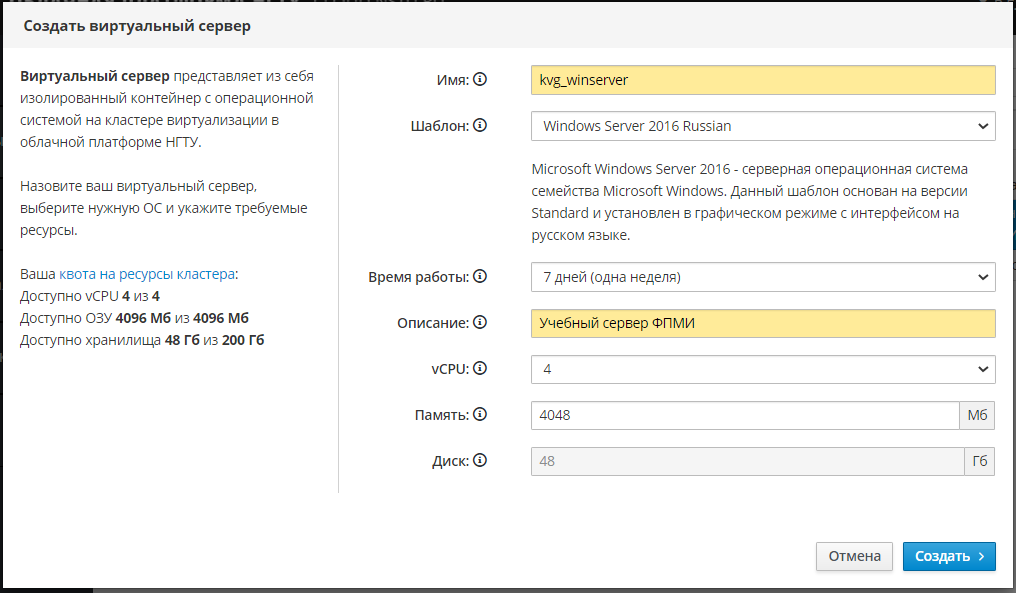 Создать виртуальный сервер
Виртуальный сервер представляет из себя
изолированный контейнер с операционной
системой на кластере виртуализации в
облачной платформе НГТУ.
Назовите ваш виртуальный сервер,
выберите нужную ОС и укажите требуемые
ресурсы.
Ваша квота на ресурсы кластера:
Доступно vCPU 4 из 4
Доступно ОЗУ 4096 Мб из 4096 Мб
Доступно хранилища 48 Гб из 200 Гб
Имя: kvg_winserver
Шаблон: Windows Server 2016 Russian
Microsoft Windows Server 2016 - серверная операционная система
семейства Microsoft Windows. Данный шаблон основан на версии
Standard и установлен в графическом режиме с интерфейсом на
русском языке.
Время работы: 7 дней (одна неделя)
Описание: Учебный сервер ФПМИ
vCPU: 4
Память: 4048 Мб
Диск: 48 Гб
Отмена Создать